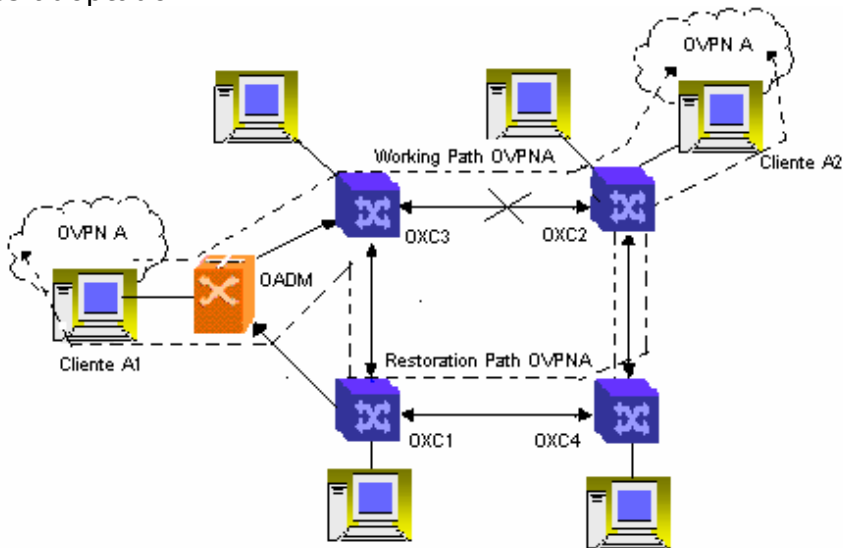 OVPN A
Working Path OVPNA
Cliente A2
OVPN A
OXC3
OXC2
OADM
Cliente A1
Restoration Path OVPNA
OXC1
OXC4